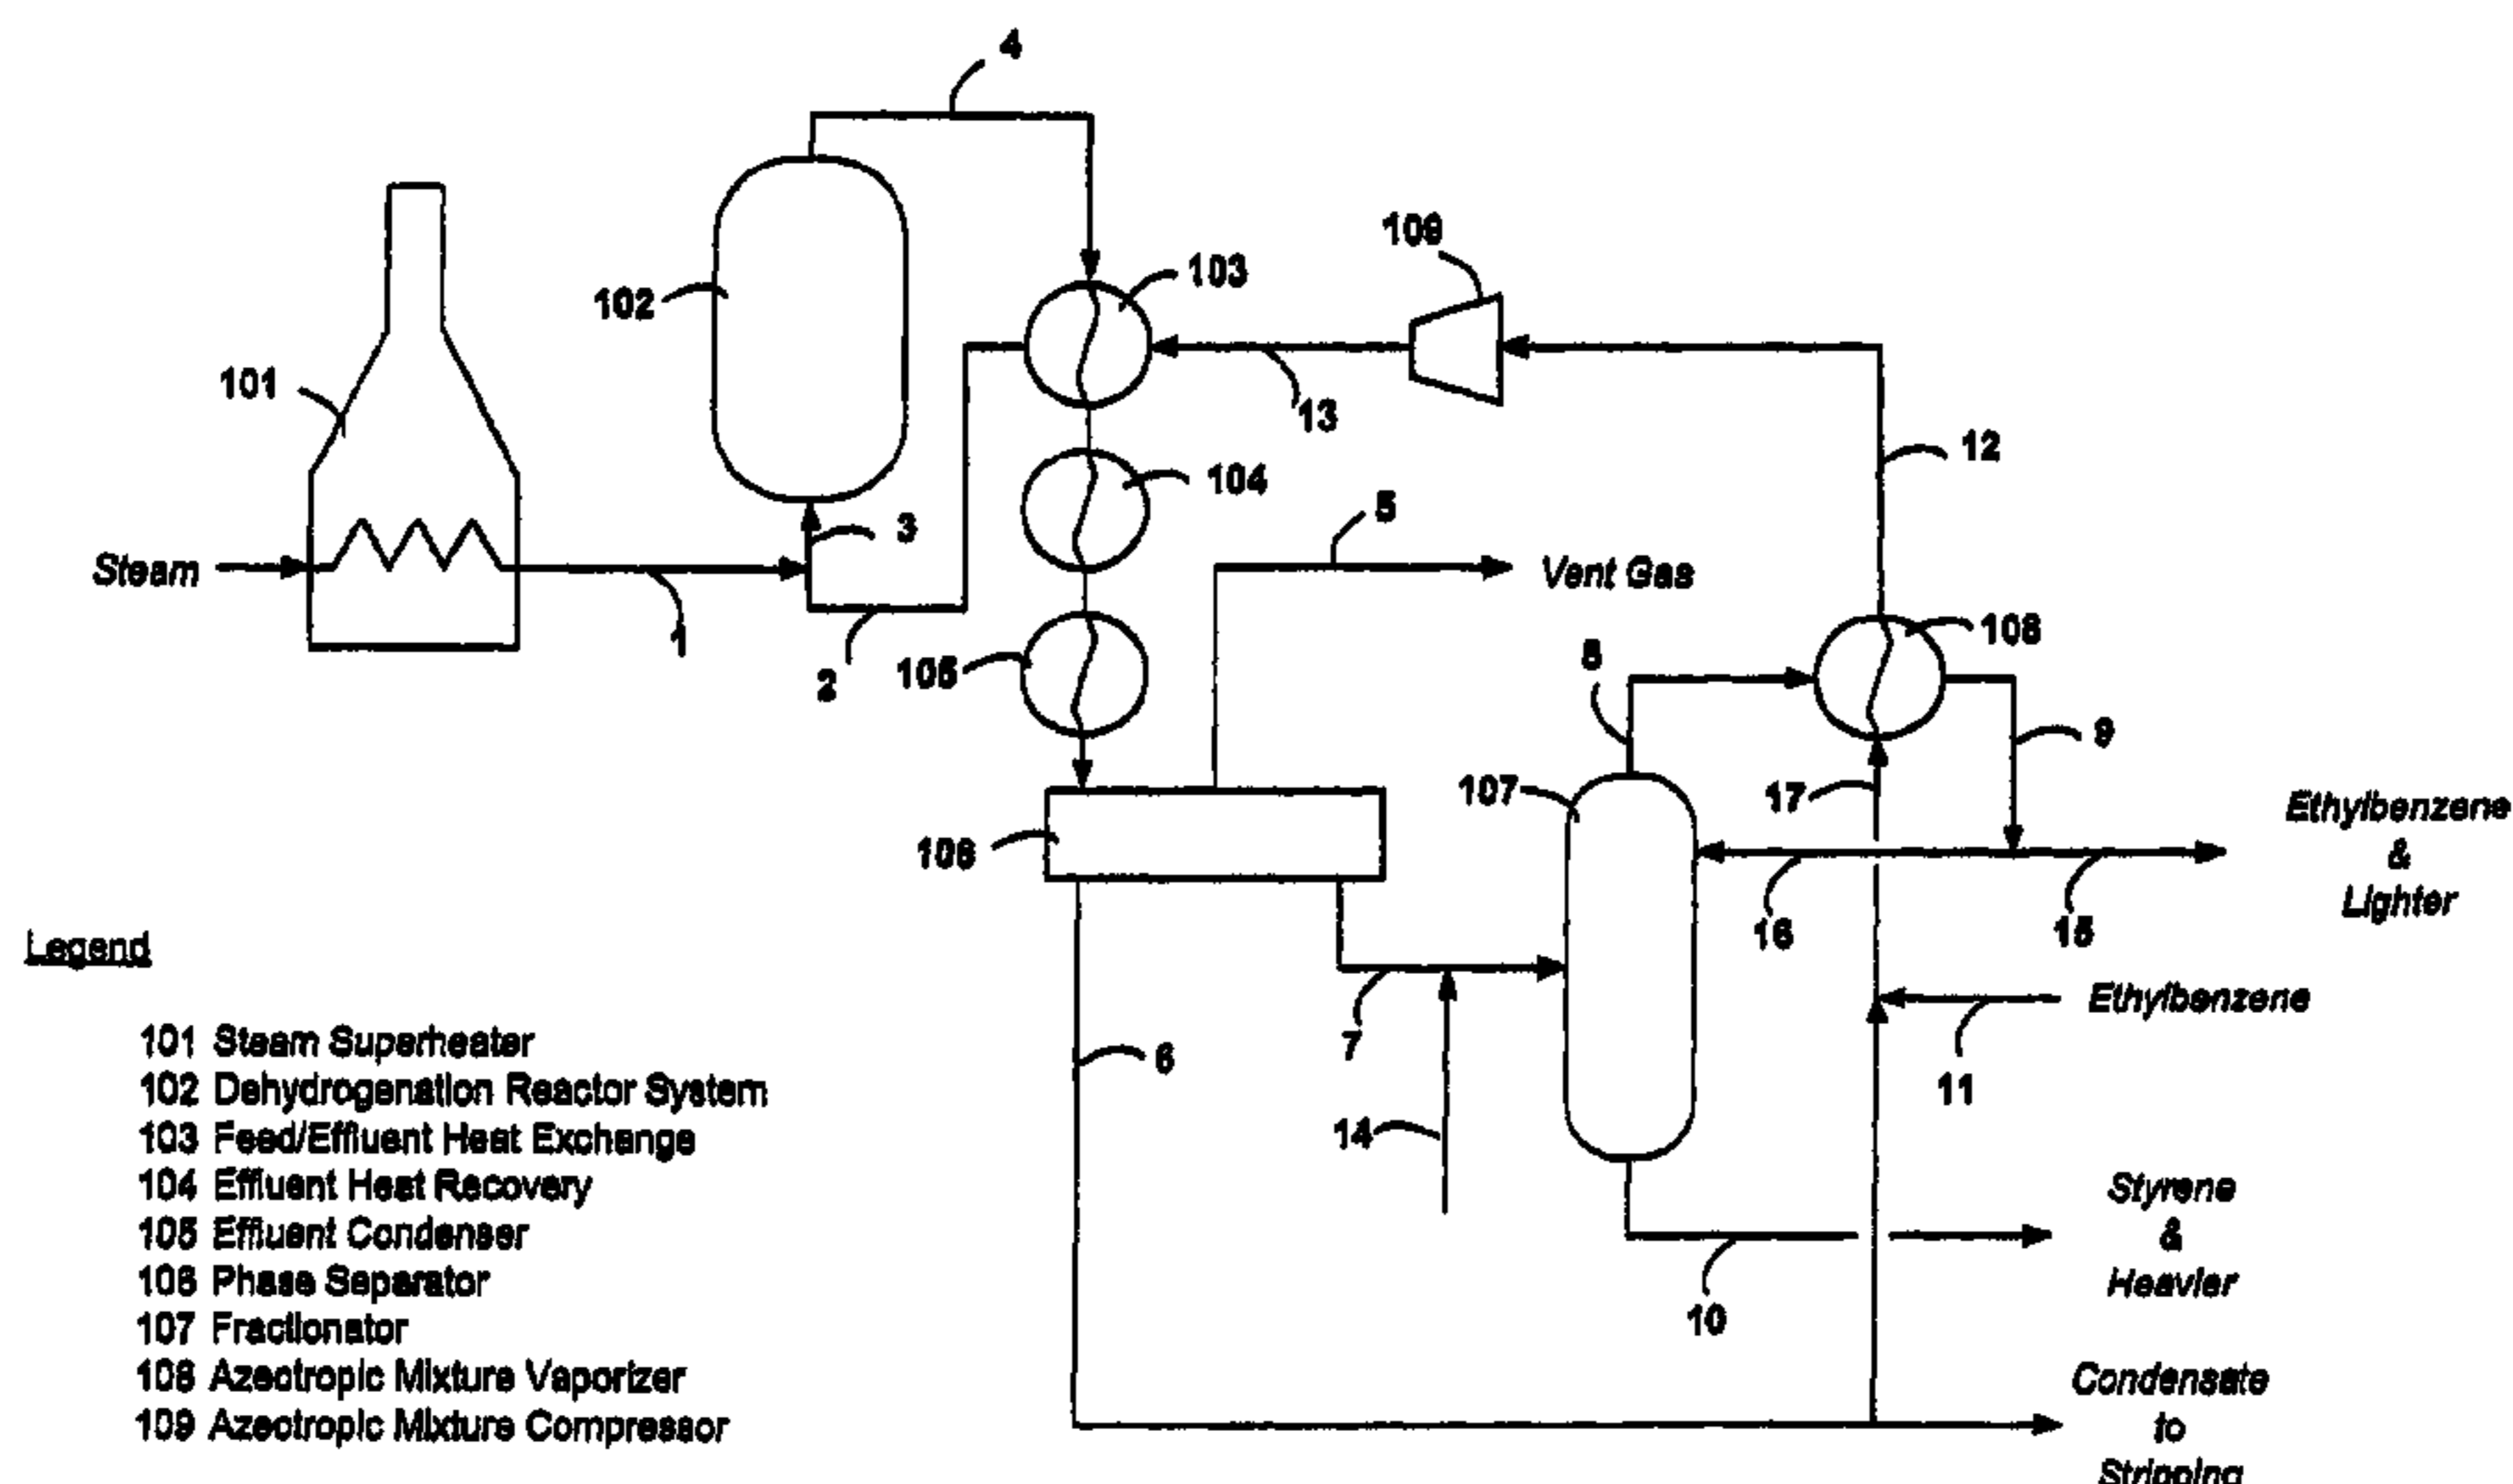 4
109
103
102
13
101
12
104
5
3
Steam
Vent Gas
1
108
8
2
105
9
107
17
Ethylbenzene
&
Lighter
106
16
15
Legend
Ethylbenzene
7
6
11
101 Steam Superheater
102 Dehydrogenation Reactor System
14
103 Feed/Effluent Heat Exchange
104 Effluent Heat Recovery
Styrene
&
Heavier
105 Effluent Condenser
106 Phase Separator
10
107 Fractionator
108 Azeotropic Mixture Vaporizer
109 Azeotropic Mixture Compressor
Condensate
to
Stripping